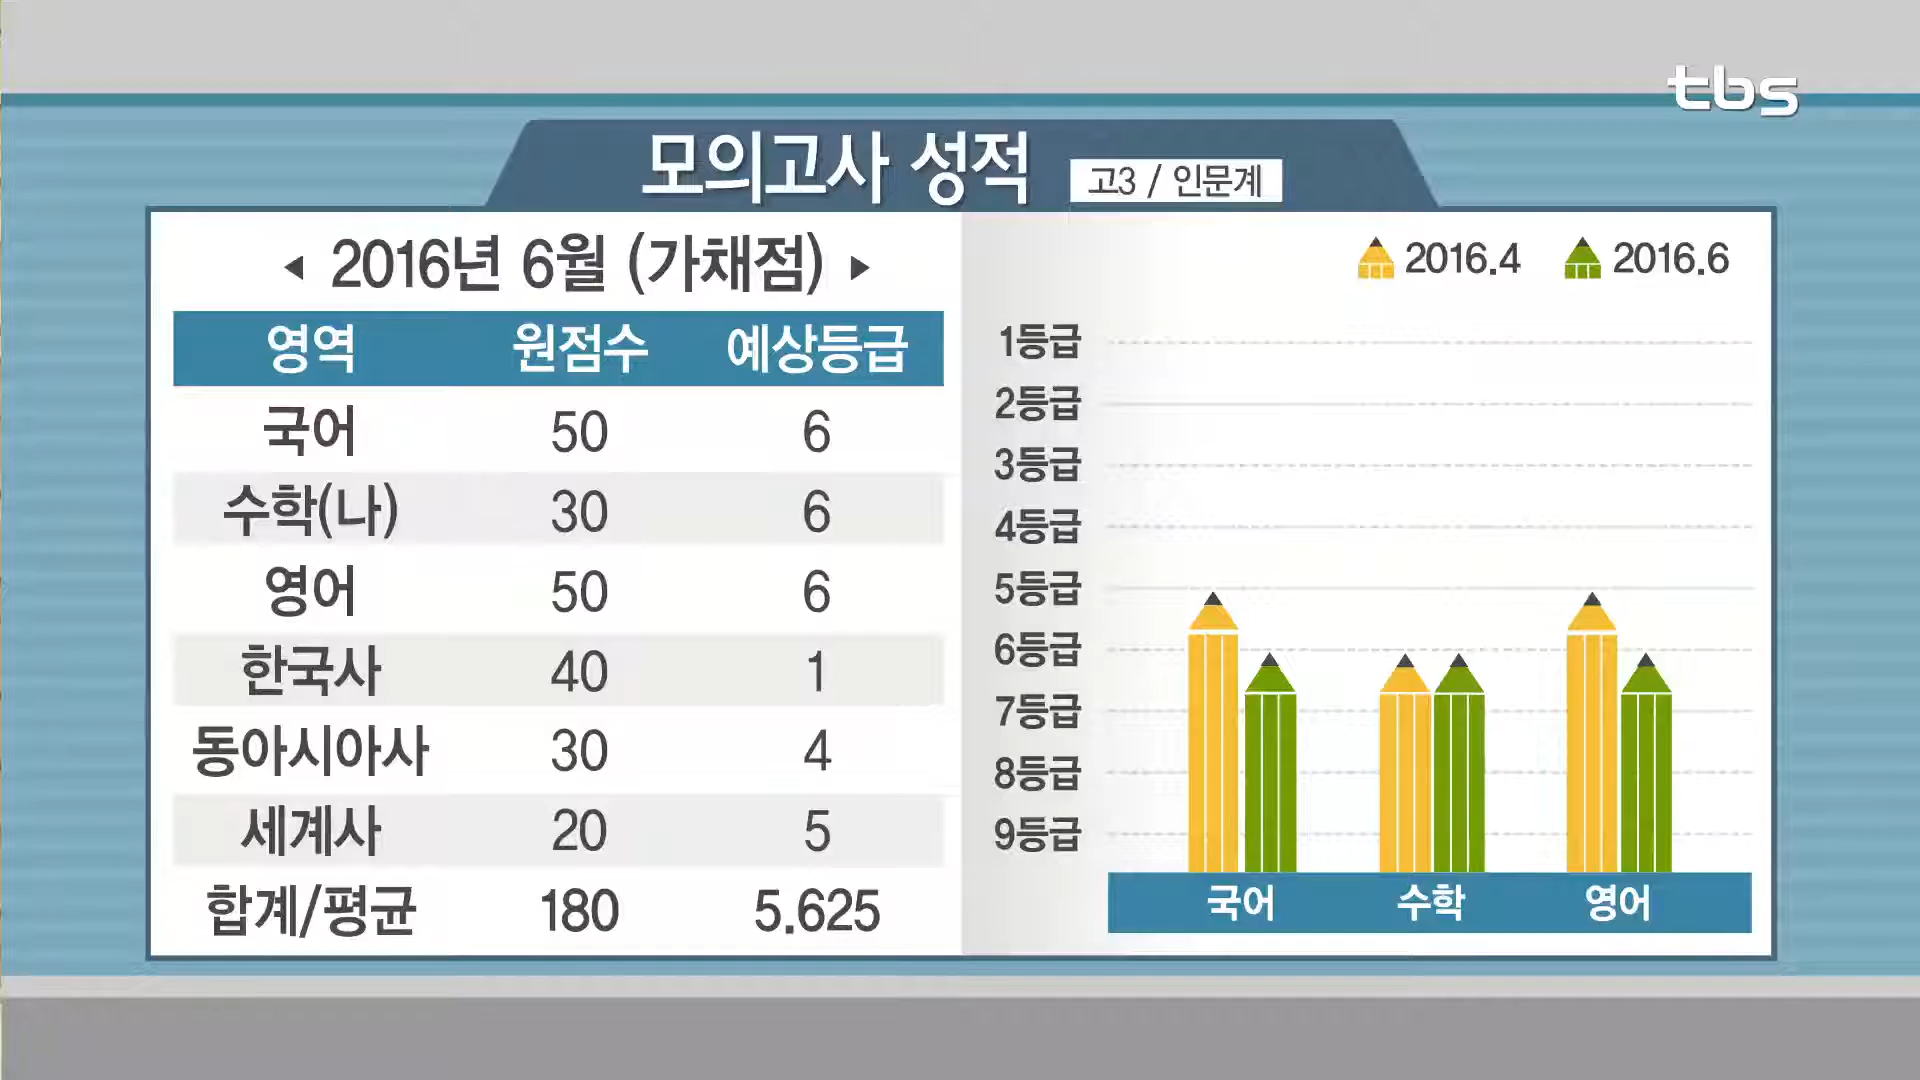 tbs
모의고사 성적
고3 / 인문계
◂ 2016년 6월 (가채점) ▸
영역 원점수 예상등급
국어 50 6
수학(나) 30 6
영어 50 6
한국사 40 1
동아시아사 30 4
세계사 20 5
합계/평균 180 5.625
2016.4 2016.6
1등급
2등급
3등급
4등급
5등급
6등급
7등급
8등급
9등급
국어 수학 영어